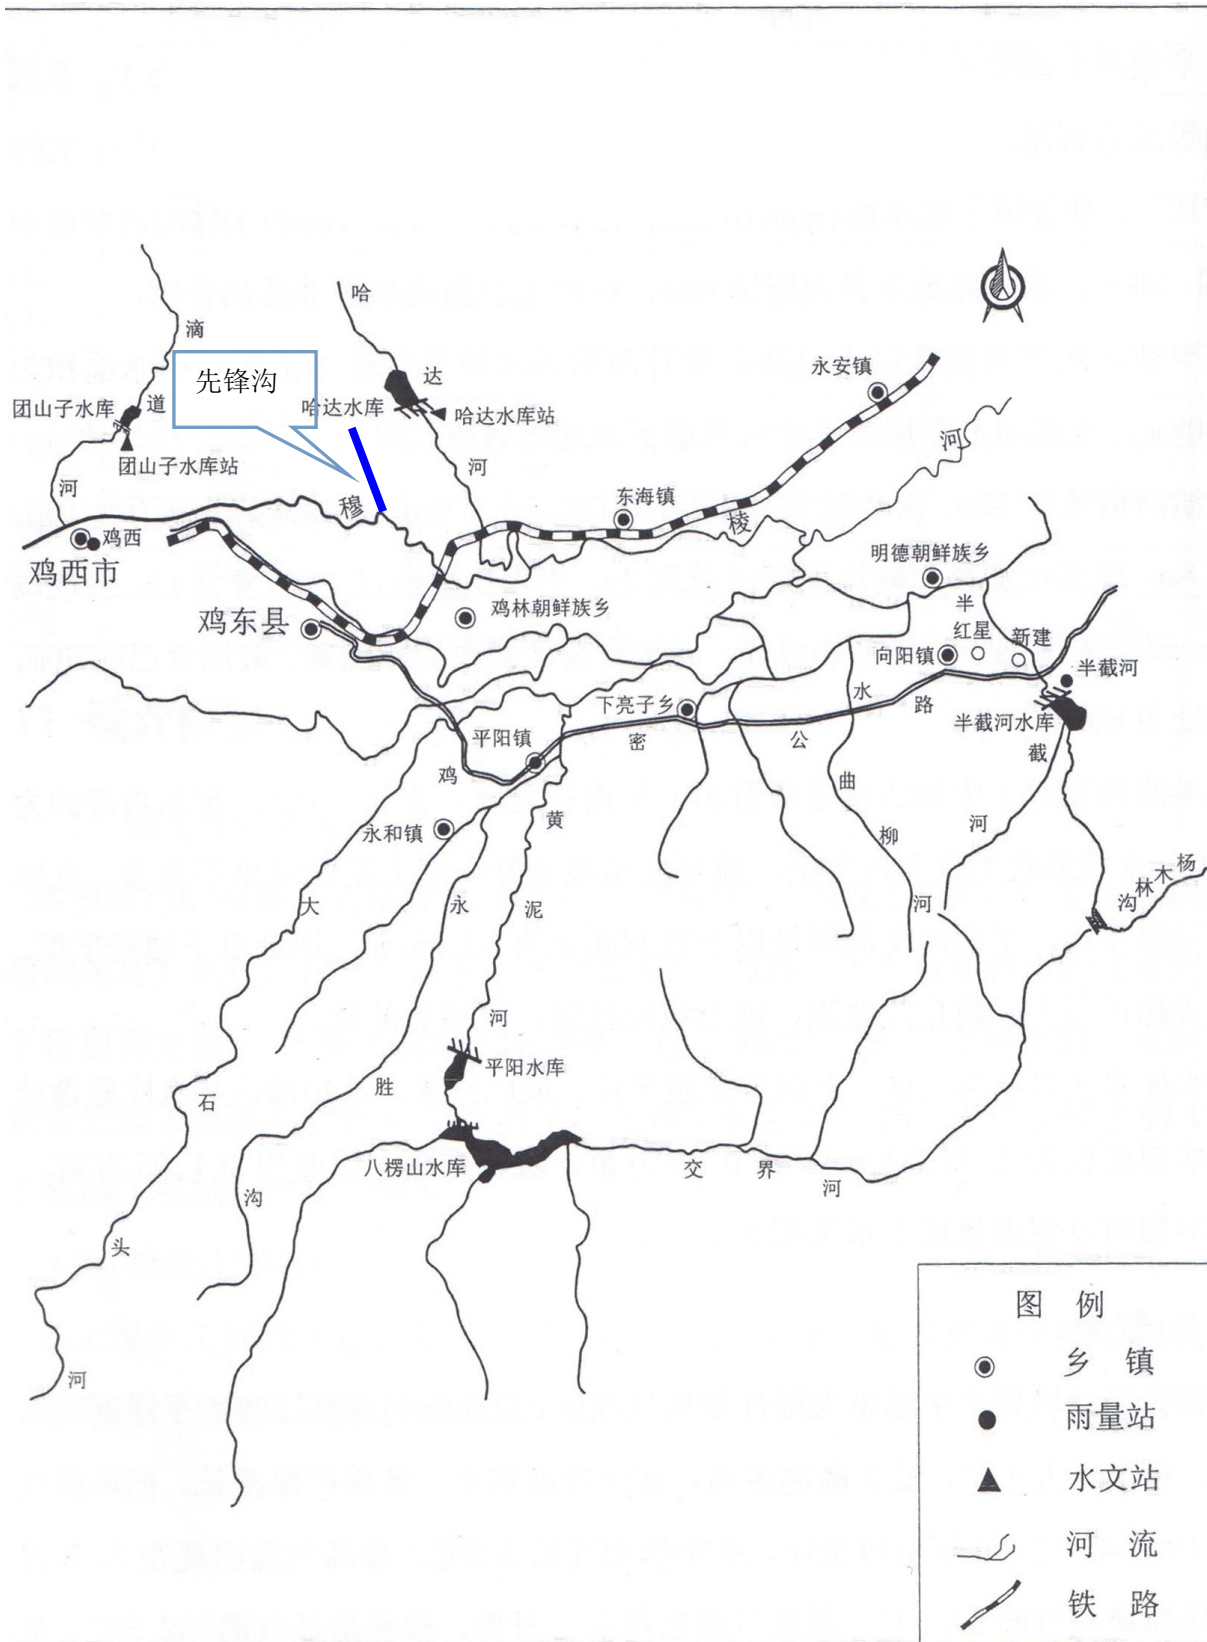 哈
滴
达
永安镇
先锋沟
团山子水库
道
哈达水库
哈达水库站
河
团山子水库站
河
河
穆
东海镇
棱
鸡西
鸡西市
明德朝鲜族乡
鸡林朝鲜族乡
半
鸡东县
红星
新建
向阳镇
半截河
水
路
下亮子乡
半截河水库
平阳镇
密
公
截
鸡
曲
永和镇
黄
柳
河
杨
木
林
沟
大
永
泥
河
河
平阳水库
胜
石
八楞山水库
交
界
河
沟
头
河
图 例
乡 镇
雨量站
水文站
河 流
铁 路